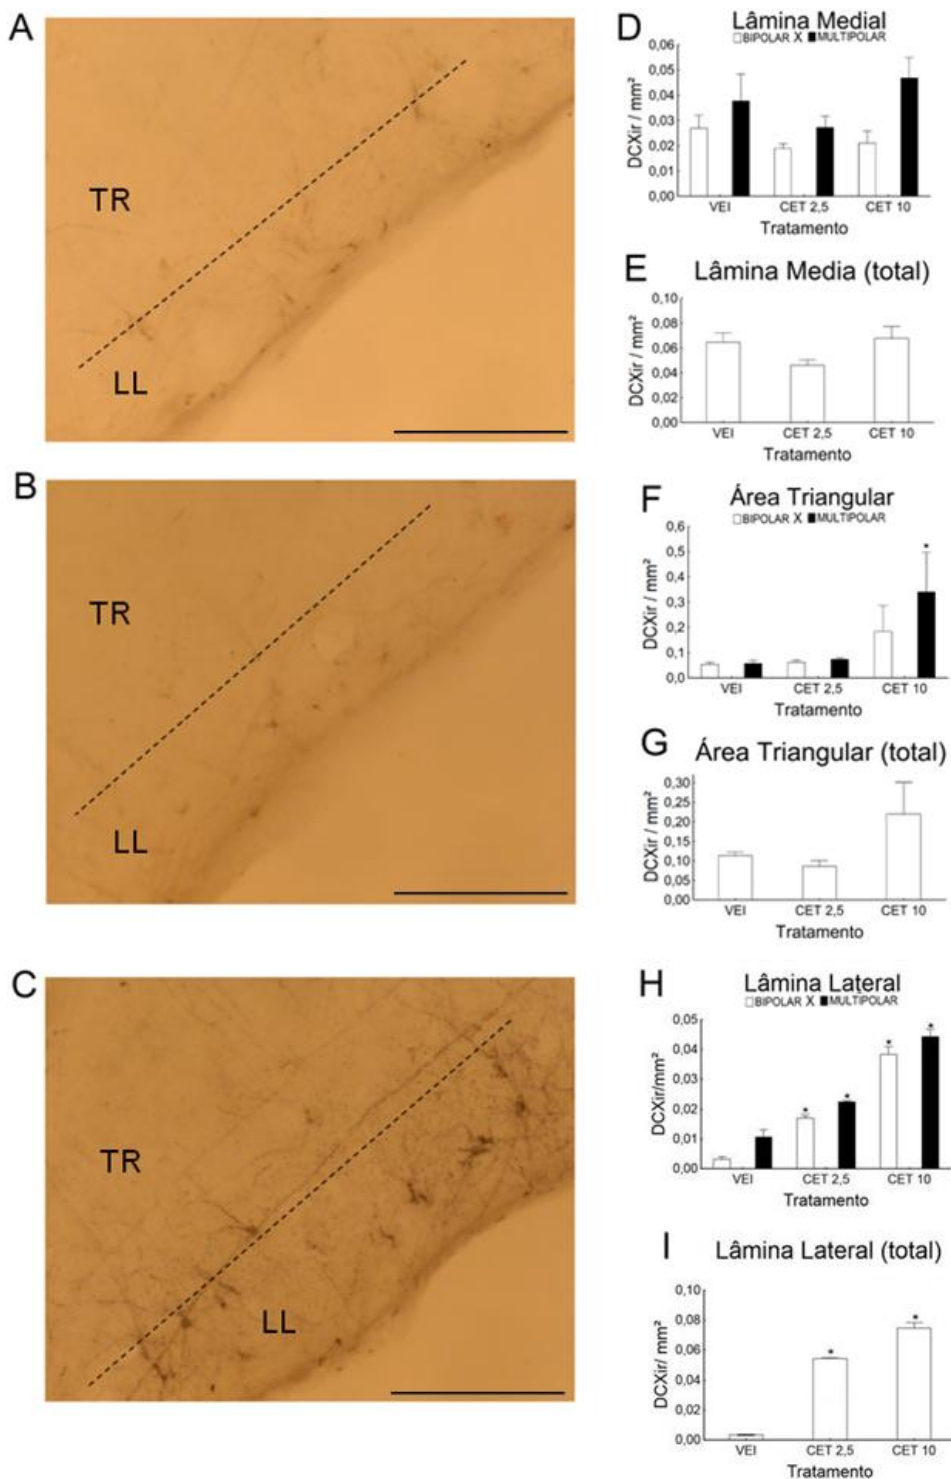 A
TR
LL
B
TR
LL
C
TR
LL
D
Lâmina Medial
BIPOLAR X MULTIPOLAR
DCXir / mm²
0,06
0,05
0,04
0,03
0,02
0,01
0,00
VEI CET 2,5 CET 10
Tratamento
E
Lâmina Media (total)
DCXir / mm²
0,10
0,08
0,06
0,04
0,02
0,00
VEI CET 2,5 CET 10
Tratamento
F
Área Triangular
BIPOLAR X MULTIPOLAR
DCXir / mm²
0,6
0,5
0,4
0,3
0,2
0,1
0,0
*
VEI CET 2,5 CET 10
Tratamento
G
Área Triangular (total)
DCXir / mm²
0,30
0,25
0,20
0,15
0,10
0,05
0,00
VEI CET 2,5 CET 10
Tratamento
H
Lâmina Lateral
BIPOLAR X MULTIPOLAR
DCXir/mm²
0,05
0,04
0,03
0,02
0,01
0,00
* * * *
VEI CET 2,5 CET 10
Tratamento
I
Lâmina Lateral (total)
DCXir/ mm²
0,10
0,08
0,06
0,04
0,02
0,00
* *
VEI CET 2,5 CET 10
Tratamento